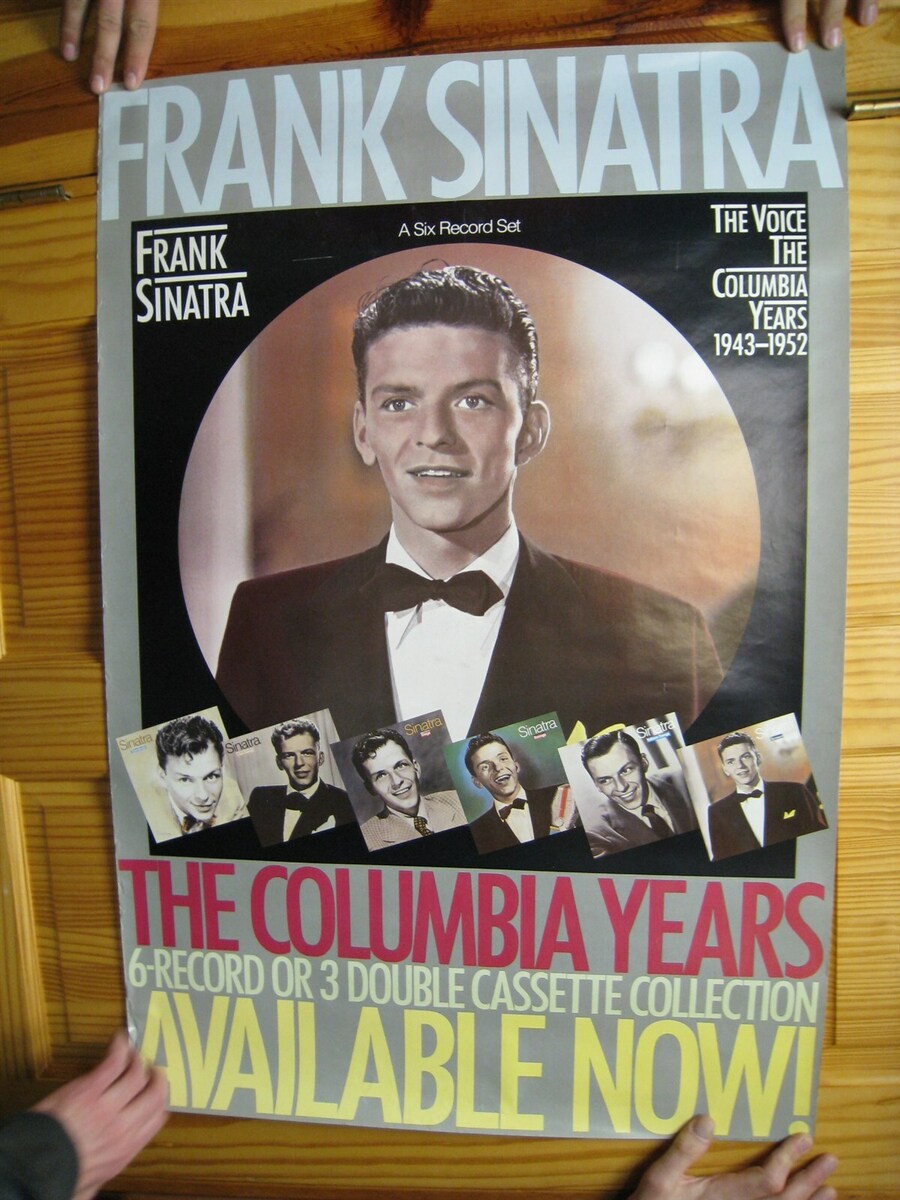 FRANK SINATRA
FRANK
SINATRA
A Six Record Set
THE VOICE
THE
COLUMBIA
YEARS
1943–1952
Sinatra
Sinatra
Sinatra
Sinatra
Sinatra
THE COLUMBIA YEARS
6-RECORD OR 3 DOUBLE CASSETTE COLLECTION
AVAILABLE NOW!